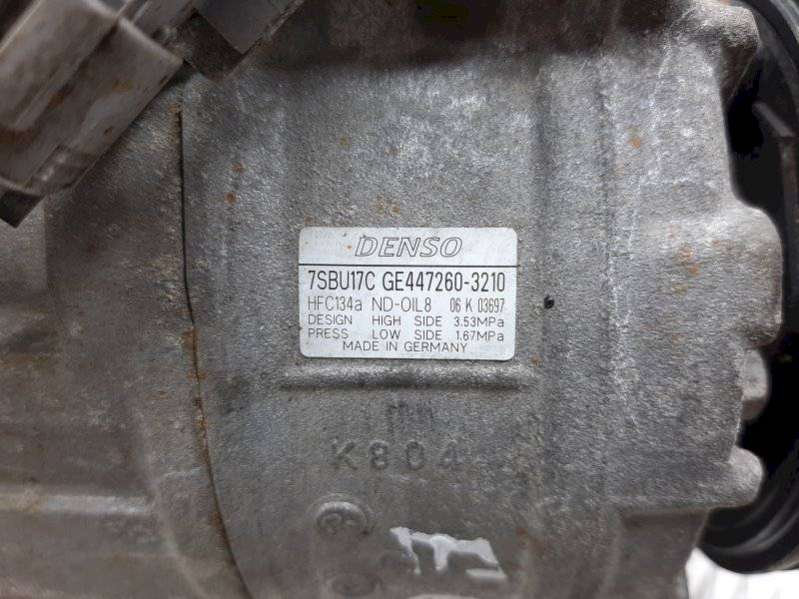 DENSO
7SBU17C GE447260-3210
HFC134a ND-OIL8 06 K 03697
DESIGN HIGH SIDE 3.53MPa
PRESS LOW SIDE 1.67MPa
MADE IN GERMANY
K804